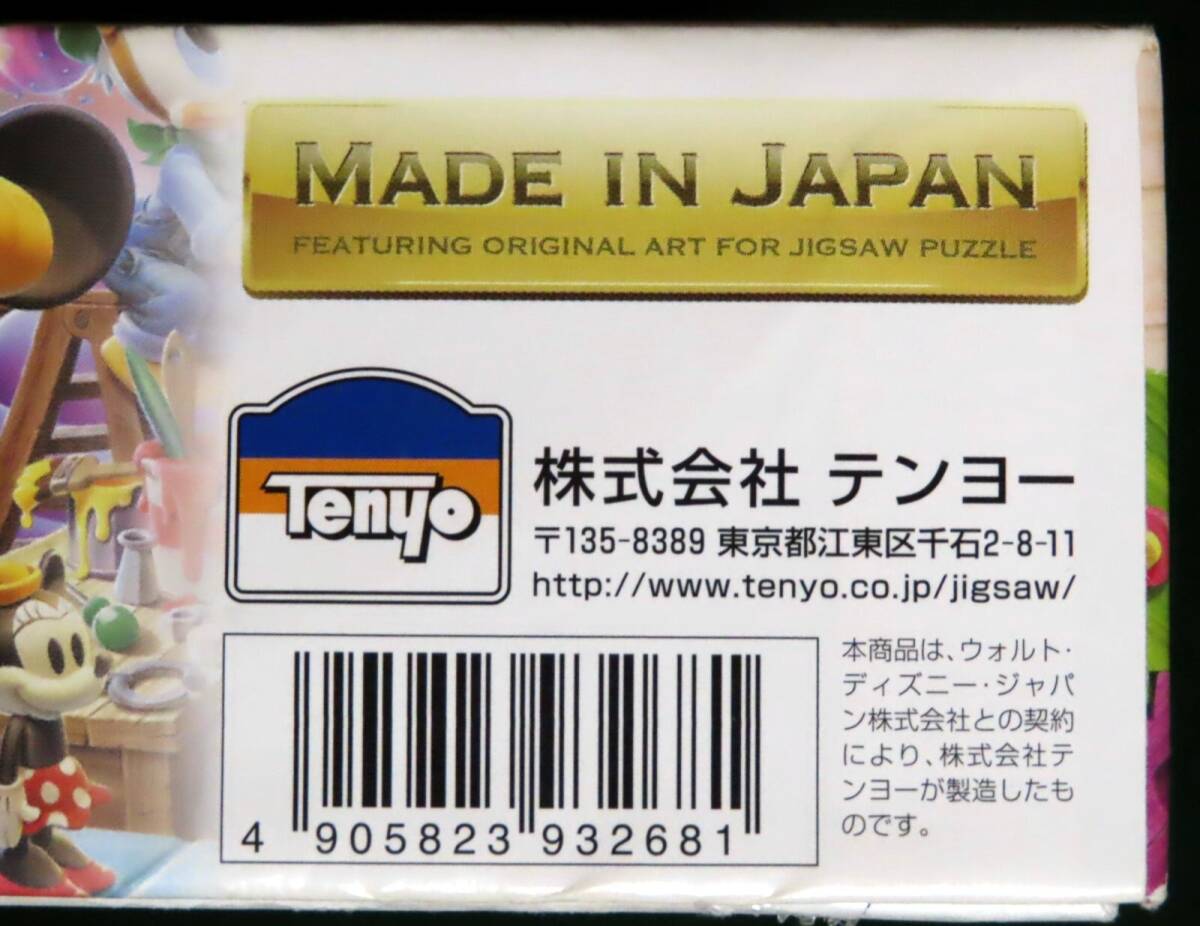 MADE IN JAPAN
FEATURING ORIGINAL ART FOR JIGSAW PUZZLE
Tenyo
株式会社 テンヨー
〒135-8389 東京都江東区千石2-8-11
http://www.tenyo.co.jp/jigsaw/
本商品は、ウォルト・
ディズニー・ジャパ
ン株式会社との契約
により、株式会社テ
ンヨーが製造したも
のです。
4 905823 932681